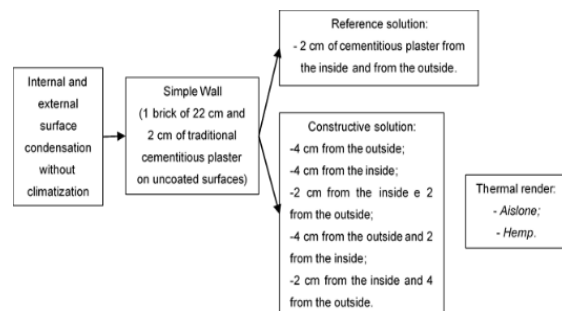 Internal and
external
surface
condensation
without
climatization
Simple Wall
(1 brick of 22 cm and
2 cm of traditional
cementitious plaster
on uncoated surfaces)
Reference solution:
- 2 cm of cementitious plaster from
the inside and from the outside.
Constructive solution:
-4 cm from the outside;
-4 cm from the inside;
-2 cm from the inside e 2
from the outside;
-4 cm from the outside and 2
from the inside;
-2 cm from the inside and 4
from the outside.
Thermal render:
- Aislone;
- Hemp.